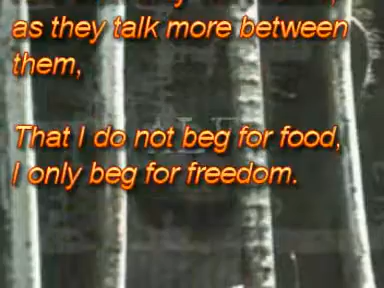 as they talk more between
them,
That I do not beg for food,
I only beg for freedom.